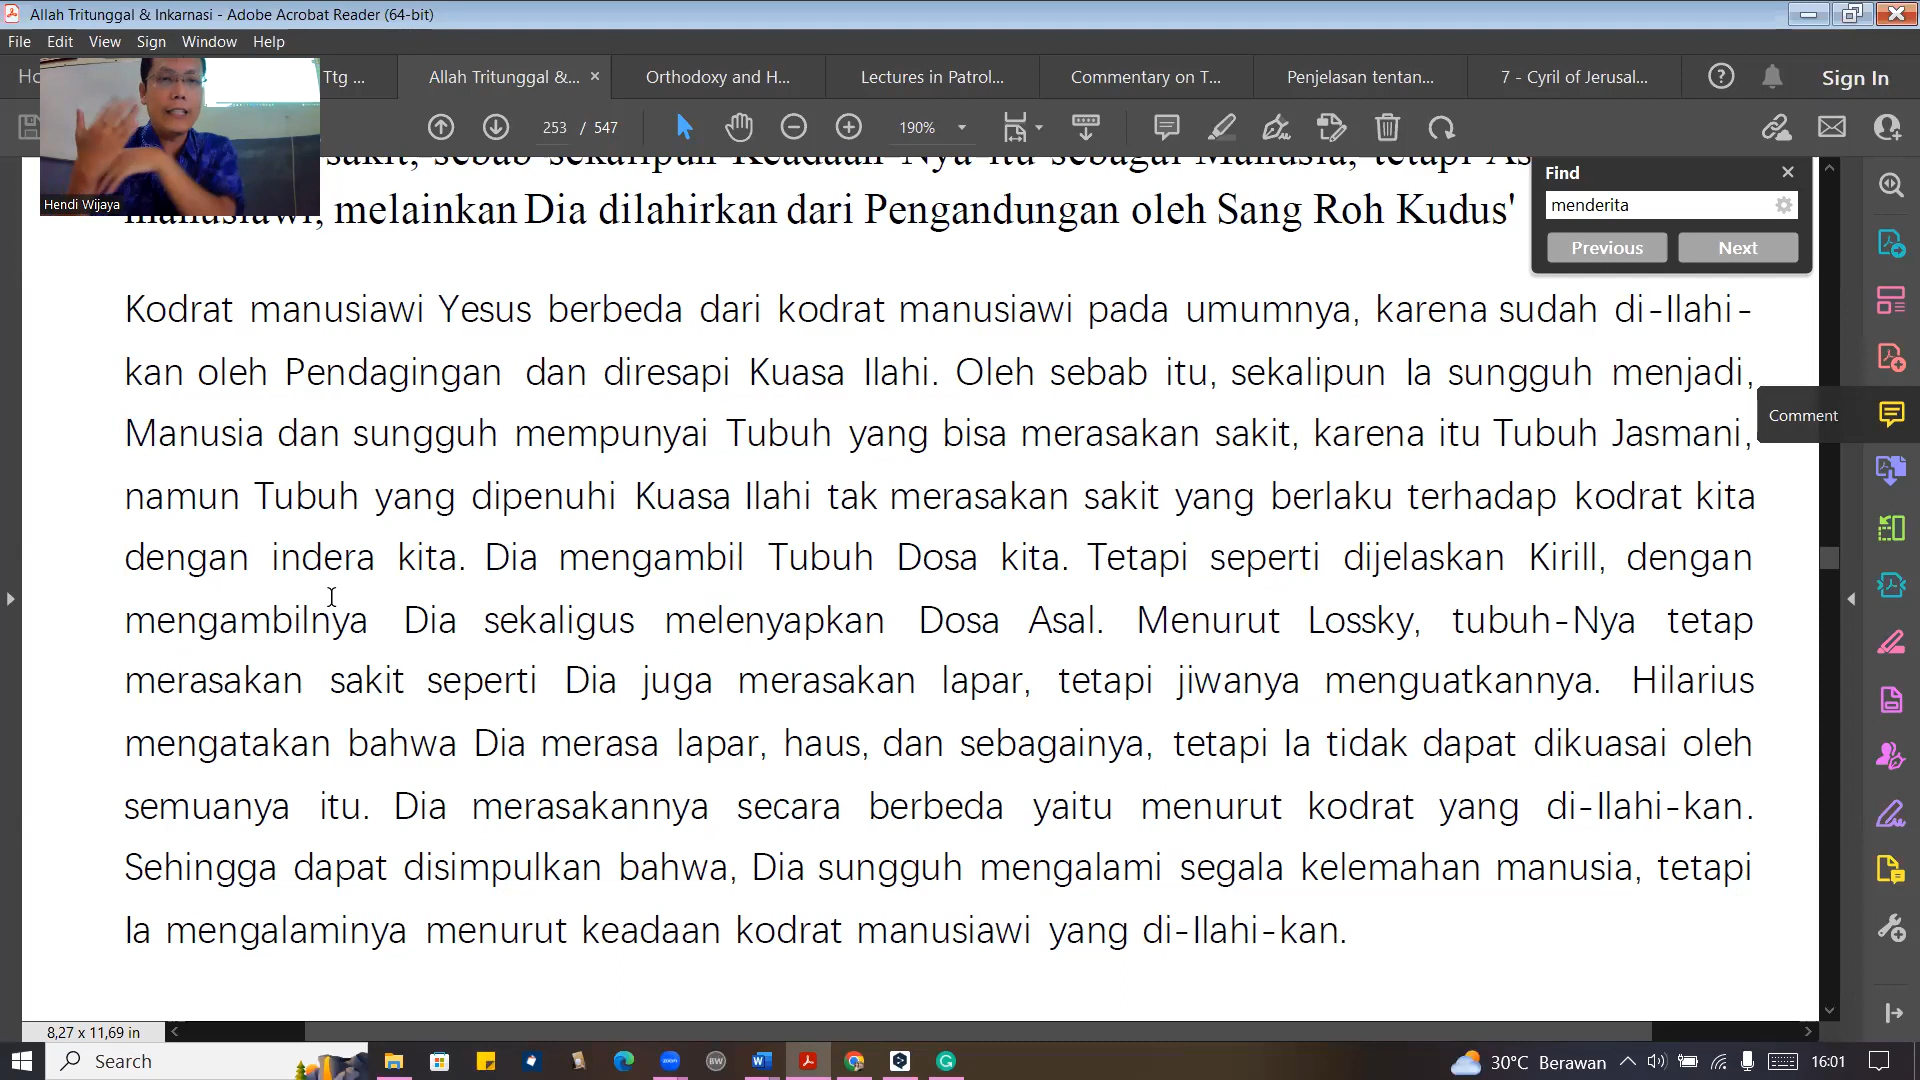 Allah Tritunggal & Inkarnasi - Adobe Acrobat Reader (64-bit)
File Edit View Sign Window Help
Ttg ... Allah Tritunggal &... Orthodoxy and H... Lectures in Patrol... Commentary on T... Penjelasan tentan... 7 - Cyril of Jerusal... Sign In
253 / 547 190%
Hendi Wijaya
Find
menderita
Previous Next
melainkan Dia dilahirkan dari Pengandungan oleh Sang Roh Kudus'
Kodrat manusiawi Yesus berbeda dari kodrat manusiawi pada umumnya, karena sudah di-Ilahi-
kan oleh Pendagingan dan diresapi Kuasa Ilahi. Oleh sebab itu, sekalipun Ia sungguh menjadi,
Manusia dan sungguh mempunyai Tubuh yang bisa merasakan sakit, karena itu Tubuh Jasmani,
namun Tubuh yang dipenuhi Kuasa Ilahi tak merasakan sakit yang berlaku terhadap kodrat kita
dengan indera kita. Dia mengambil Tubuh Dosa kita. Tetapi seperti dijelaskan Kirill, dengan
mengambilnya Dia sekaligus melenyapkan Dosa Asal. Menurut Lossky, tubuh-Nya tetap
merasakan sakit seperti Dia juga merasakan lapar, tetapi jiwanya menguatkannya. Hilarius
mengatakan bahwa Dia merasa lapar, haus, dan sebagainya, tetapi Ia tidak dapat dikuasai oleh
semuanya itu. Dia merasakannya secara berbeda yaitu menurut kodrat yang di-Ilahi-kan.
Sehingga dapat disimpulkan bahwa, Dia sungguh mengalami segala kelemahan manusia, tetapi
Ia mengalaminya menurut keadaan kodrat manusiawi yang di-Ilahi-kan.
Comment
8,27 x 11,69 in
Search
BW
30°C Berawan
16:01